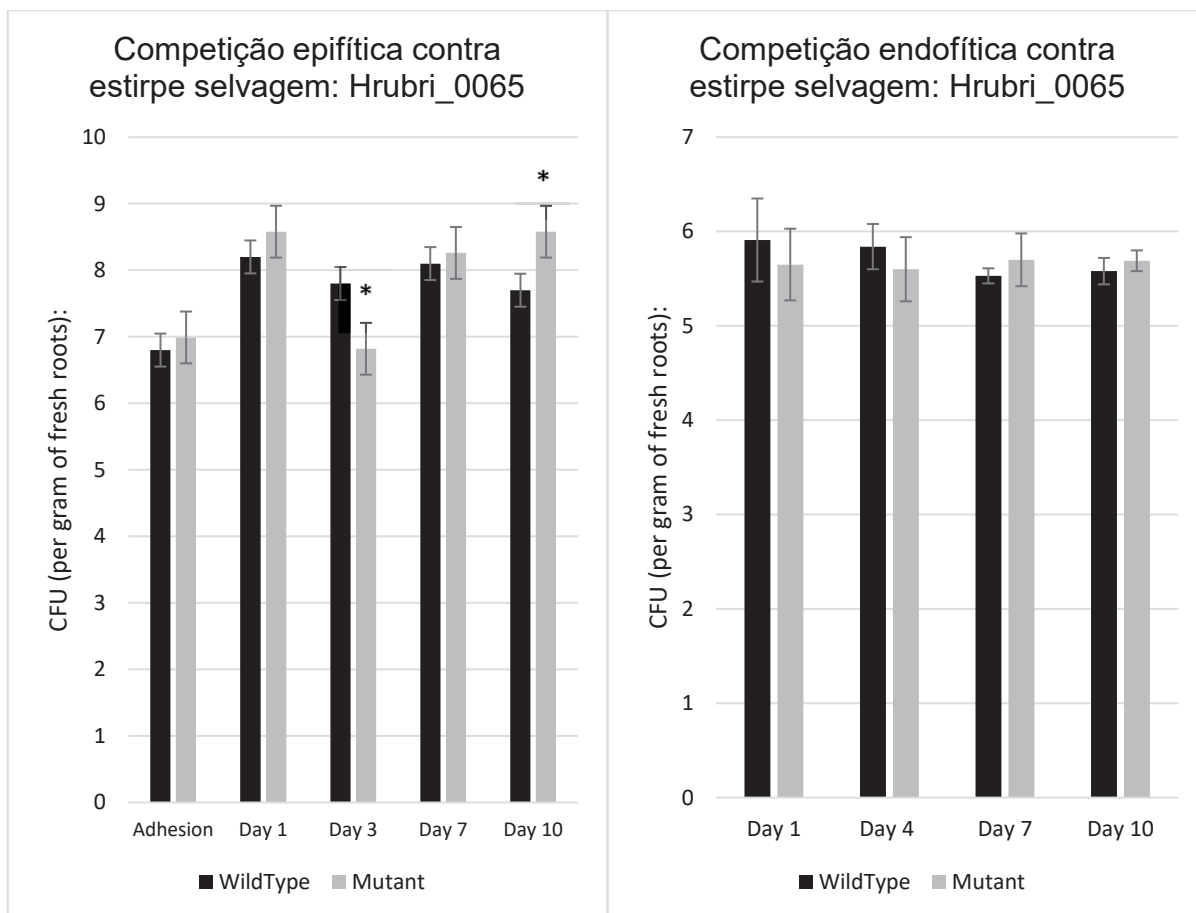 Competição epifítica contra
estirpe selvagem: Hrubri_0065
CFU (per gram of fresh roots):
10
9
8
7
6
5
4
3
2
1
0
*
*
Adhesion Day 1 Day 3 Day 7 Day 10
WildType Mutant
Competição endofítica contra
estirpe selvagem: Hrubri_0065
CFU (per gram of fresh roots):
7
6
5
4
3
2
1
0
Day 1 Day 4 Day 7 Day 10
WildType Mutant